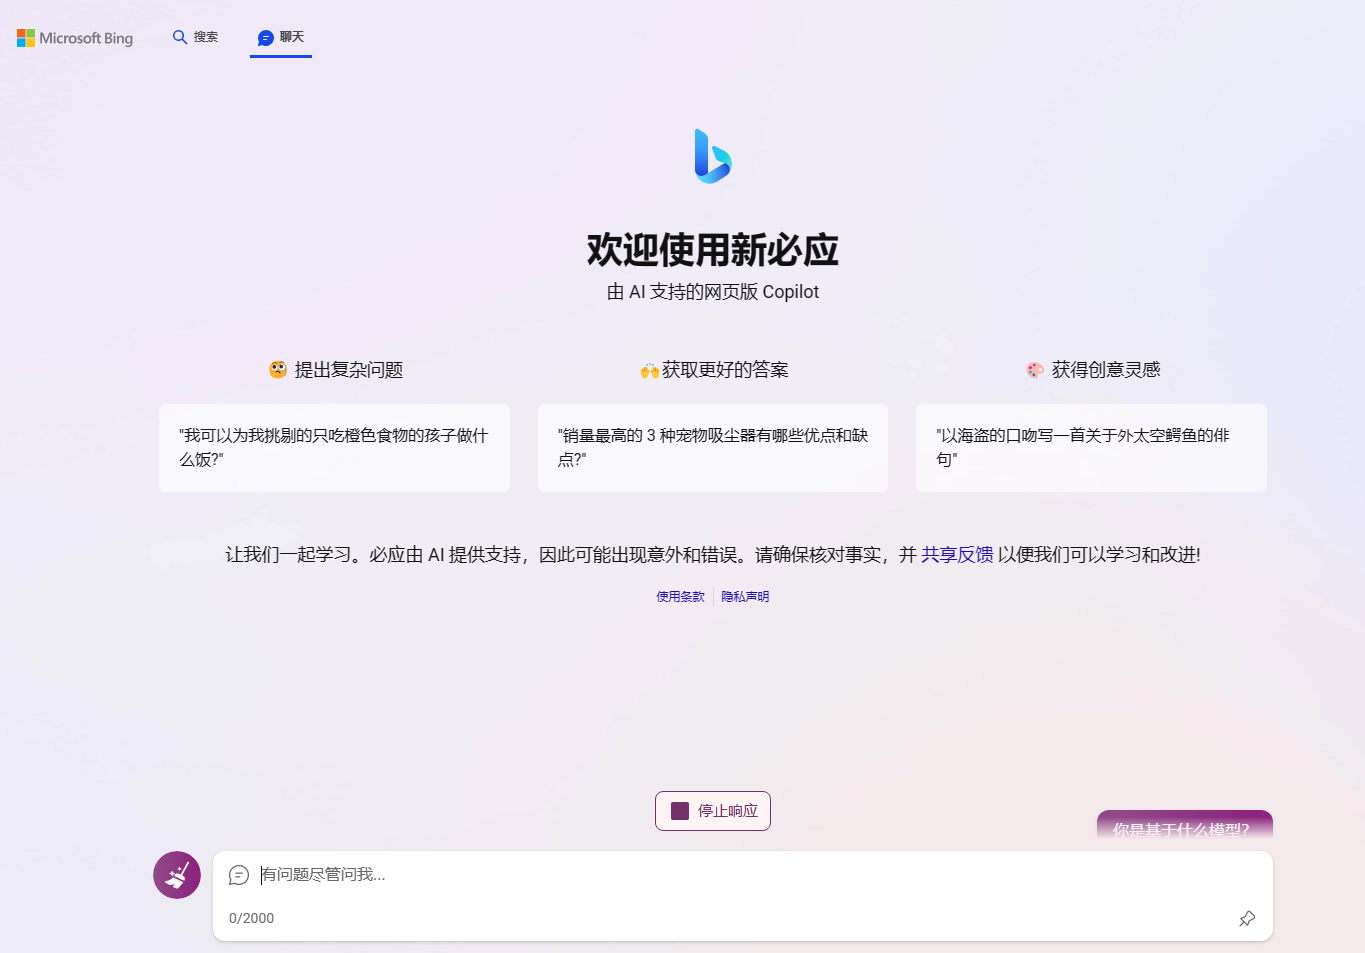 Microsoft Bing
搜索
聊天
欢迎使用新必应
由 AI 支持的网页版 Copilot
提出复杂问题
获取更好的答案
获得创意灵感
"我可以为我挑剔的只吃橙色食物的孩子做什
么饭?"
"销量最高的 3 种宠物吸尘器有哪些优点和缺
点?"
"以海盗的口吻写一首关于外太空鳄鱼的俳
句"
让我们一起学习。必应由 AI 提供支持，因此可能出现意外和错误。请确保核对事实，并 共享反馈 以便我们可以学习和改进!
使用条款
隐私声明
停止响应
你是基于什么模型？
有问题尽管问我...
0/2000